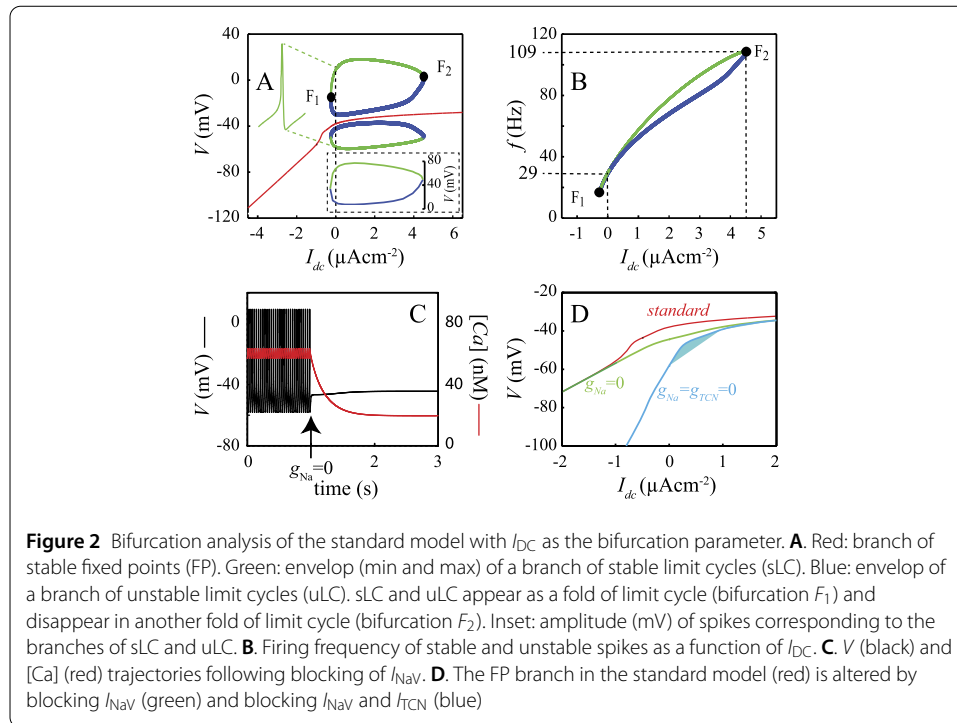 40
0
-40
-80
-120
V (mV)
A
F1
F2
80
40
0
V (mV)
-4
-2
0
2
4
6
Idc (µAcm-2)
120
109
80
40
29
0
f (Hz)
B
F1
F2
-1
0
1
2
3
4
5
Idc (µAcm-2)
0
-40
-80
V (mV)
C
80
40
0
[Ca] (nM)
gNa=0
0
2
3
time (s)
-20
-40
-60
-80
-100
V (mV)
D
standard
gNa=0
gNa=gTCN=0
-2
-1
0
1
2
Idc (µAcm-2)
Figure 2 Bifurcation analysis of the standard model with IDC as the bifurcation parameter. A. Red: branch of
stable fixed points (FP). Green: envelop (min and max) of a branch of stable limit cycles (sLC). Blue: envelop of
a branch of unstable limit cycles (uLC). sLC and uLC appear as a fold of limit cycle (bifurcation F1) and
disappear in another fold of limit cycle (bifurcation F2). Inset: amplitude (mV) of spikes corresponding to the
branches of sLC and uLC. B. Firing frequency of stable and unstable spikes as a function of IDC. C. V (black) and
[Ca] (red) trajectories following blocking of INaV. D. The FP branch in the standard model (red) is altered by
blocking INaV (green) and blocking INaV and ITCN (blue)